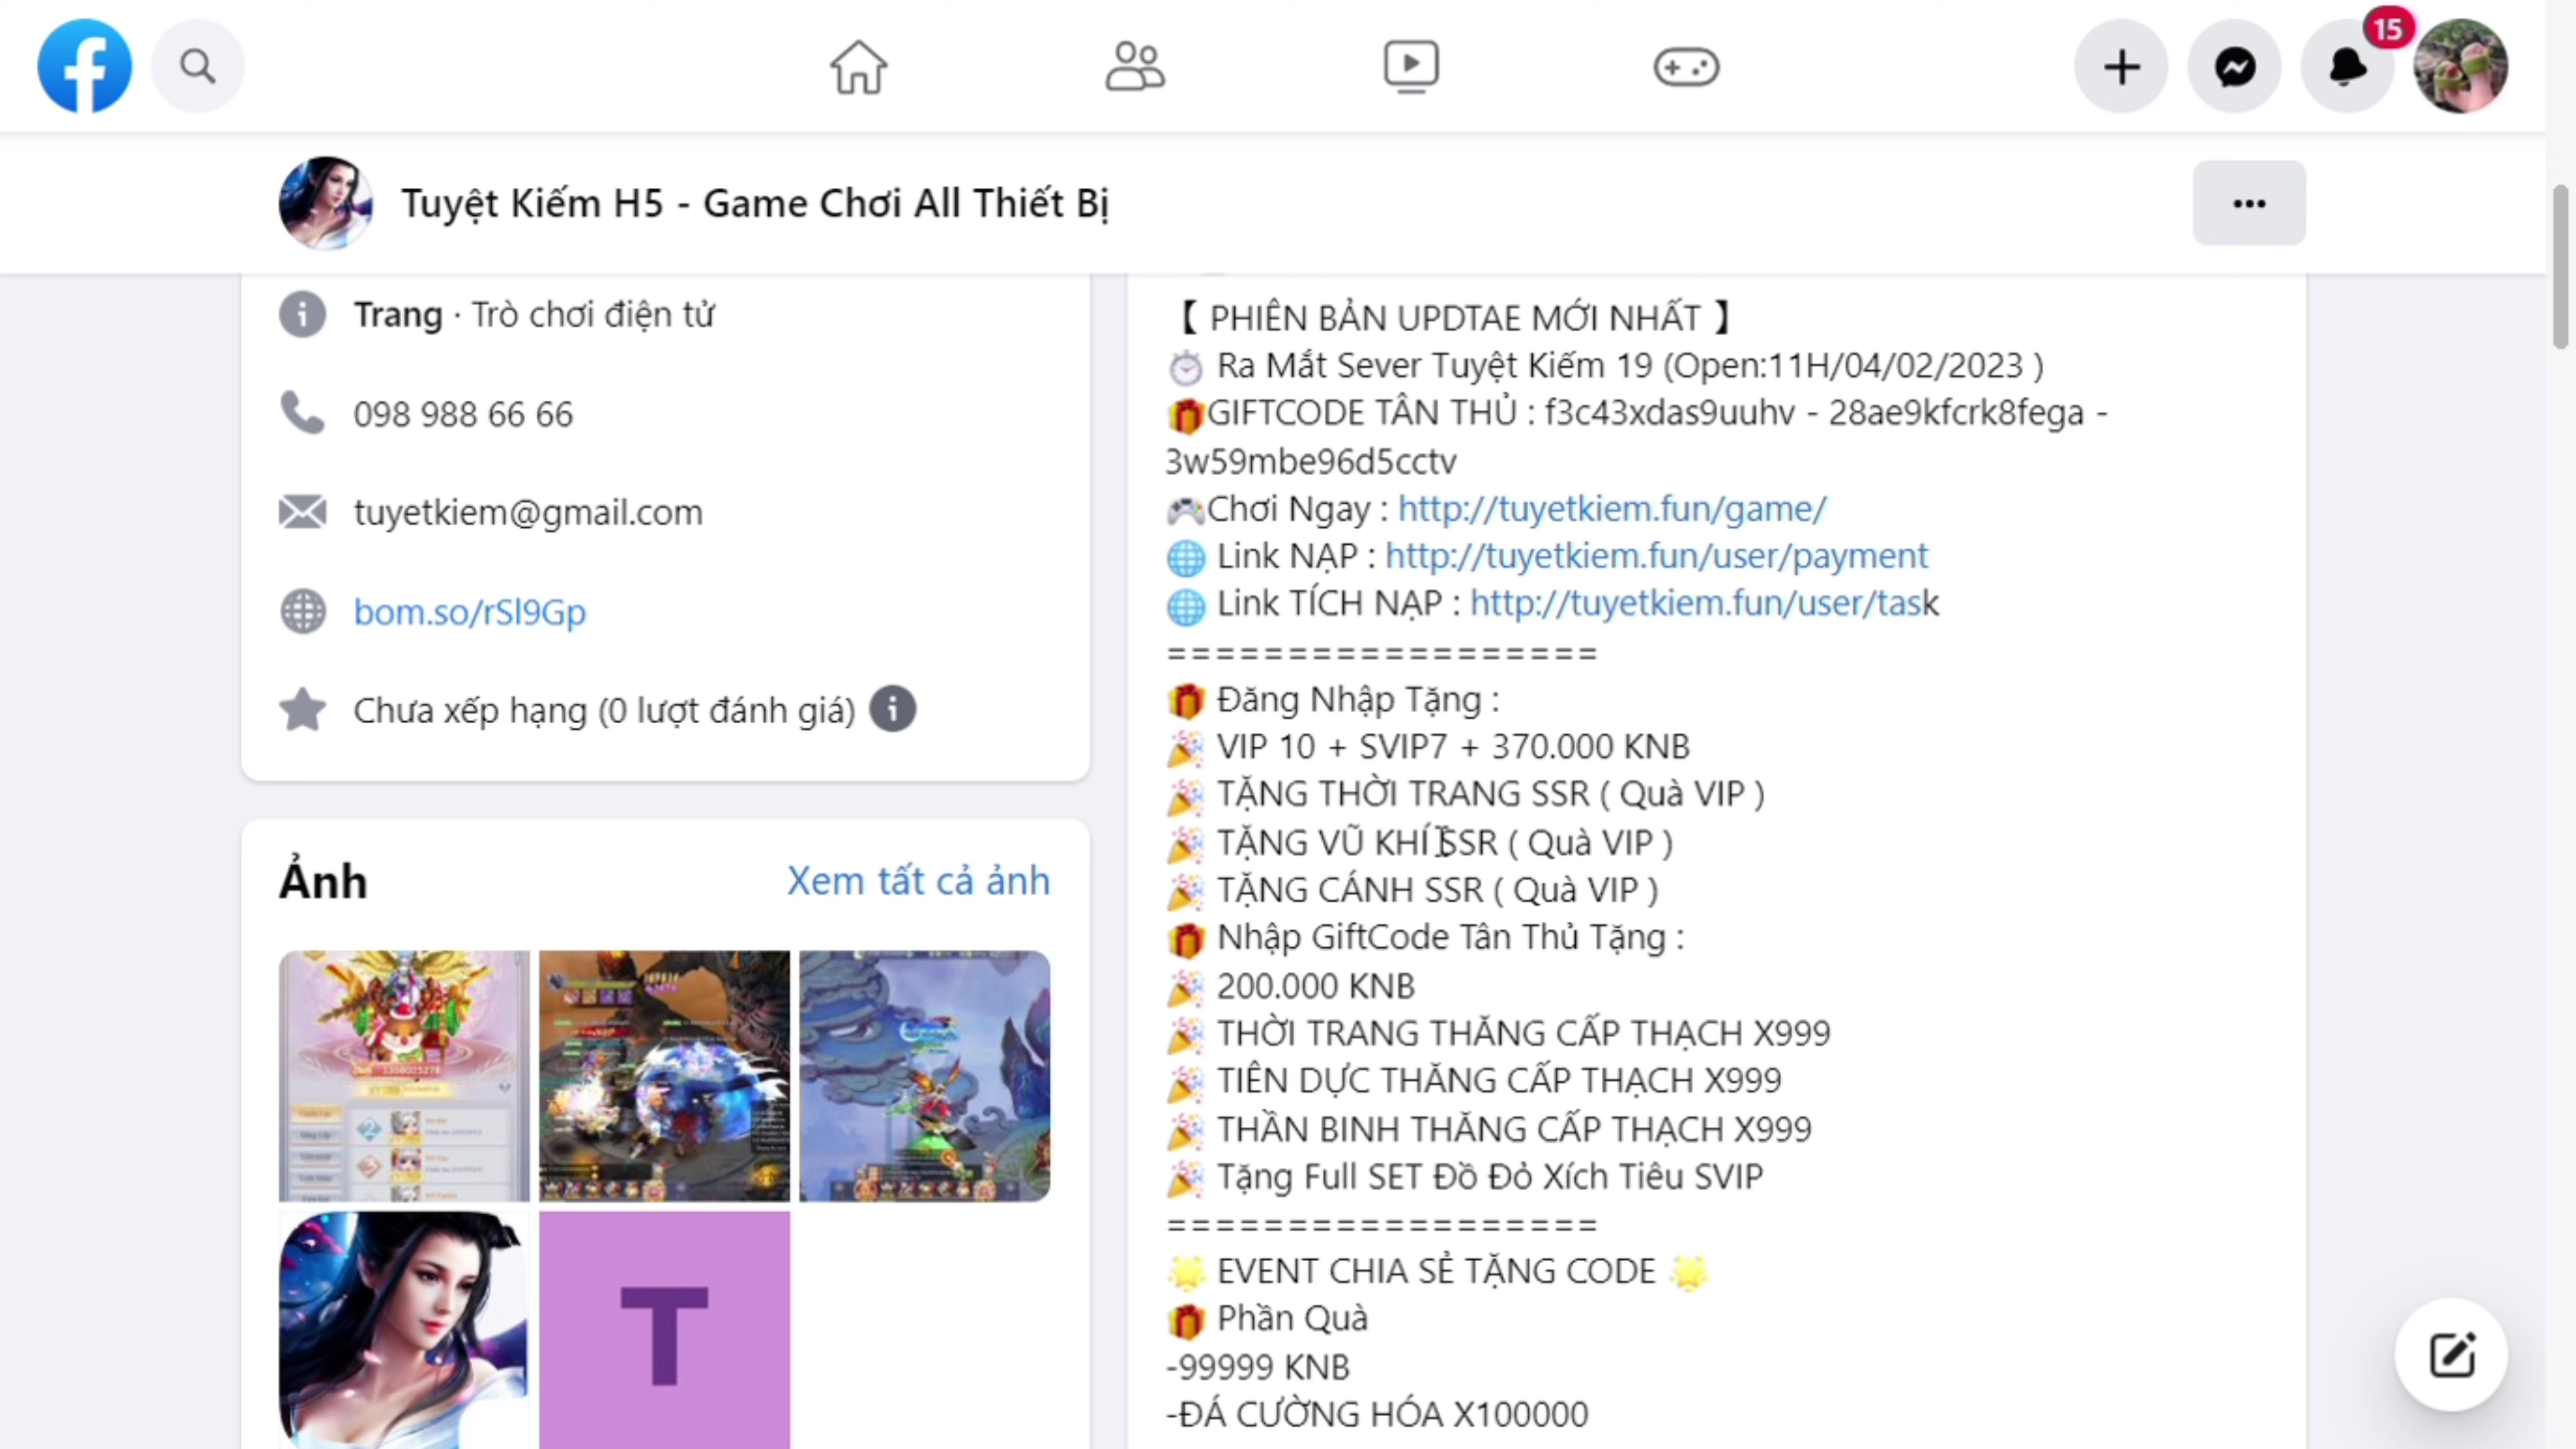 15
Tuyệt Kiếm H5 - Game Chơi All Thiết Bị
Trang · Trò chơi điện tử
098 988 66 66
tuyetkiem@gmail.com
bom.so/rSl9Gp
Chưa xếp hạng (0 lượt đánh giá)
Ảnh
Xem tất cả ảnh
T
【 PHIÊN BẢN UPDTAE MỚI NHẤT 】
Ra Mắt Sever Tuyệt Kiếm 19 (Open:11H/04/02/2023 )
GIFTCODE TÂN THỦ : f3c43xdas9uuhv - 28ae9kfcrk8fega -
3w59mbe96d5cctv
Chơi Ngay : http://tuyetkiem.fun/game/
Link NẠP : http://tuyetkiem.fun/user/payment
Link TÍCH NẠP : http://tuyetkiem.fun/user/task
==================
Đăng Nhập Tặng :
VIP 10 + SVIP7 + 370.000 KNB
TẶNG THỜI TRANG SSR ( Quà VIP )
TẶNG VŨ KHÍ SSR ( Quà VIP )
TẶNG CÁNH SSR ( Quà VIP )
Nhập GiftCode Tân Thủ Tặng :
200.000 KNB
THỜI TRANG THĂNG CẤP THẠCH X999
TIÊN DỰC THĂNG CẤP THẠCH X999
THẦN BINH THĂNG CẤP THẠCH X999
Tặng Full SET Đồ Đỏ Xích Tiêu SVIP
==================
EVENT CHIA SẺ TẶNG CODE
Phần Quà
-99999 KNB
-ĐÁ CƯỜNG HÓA X100000